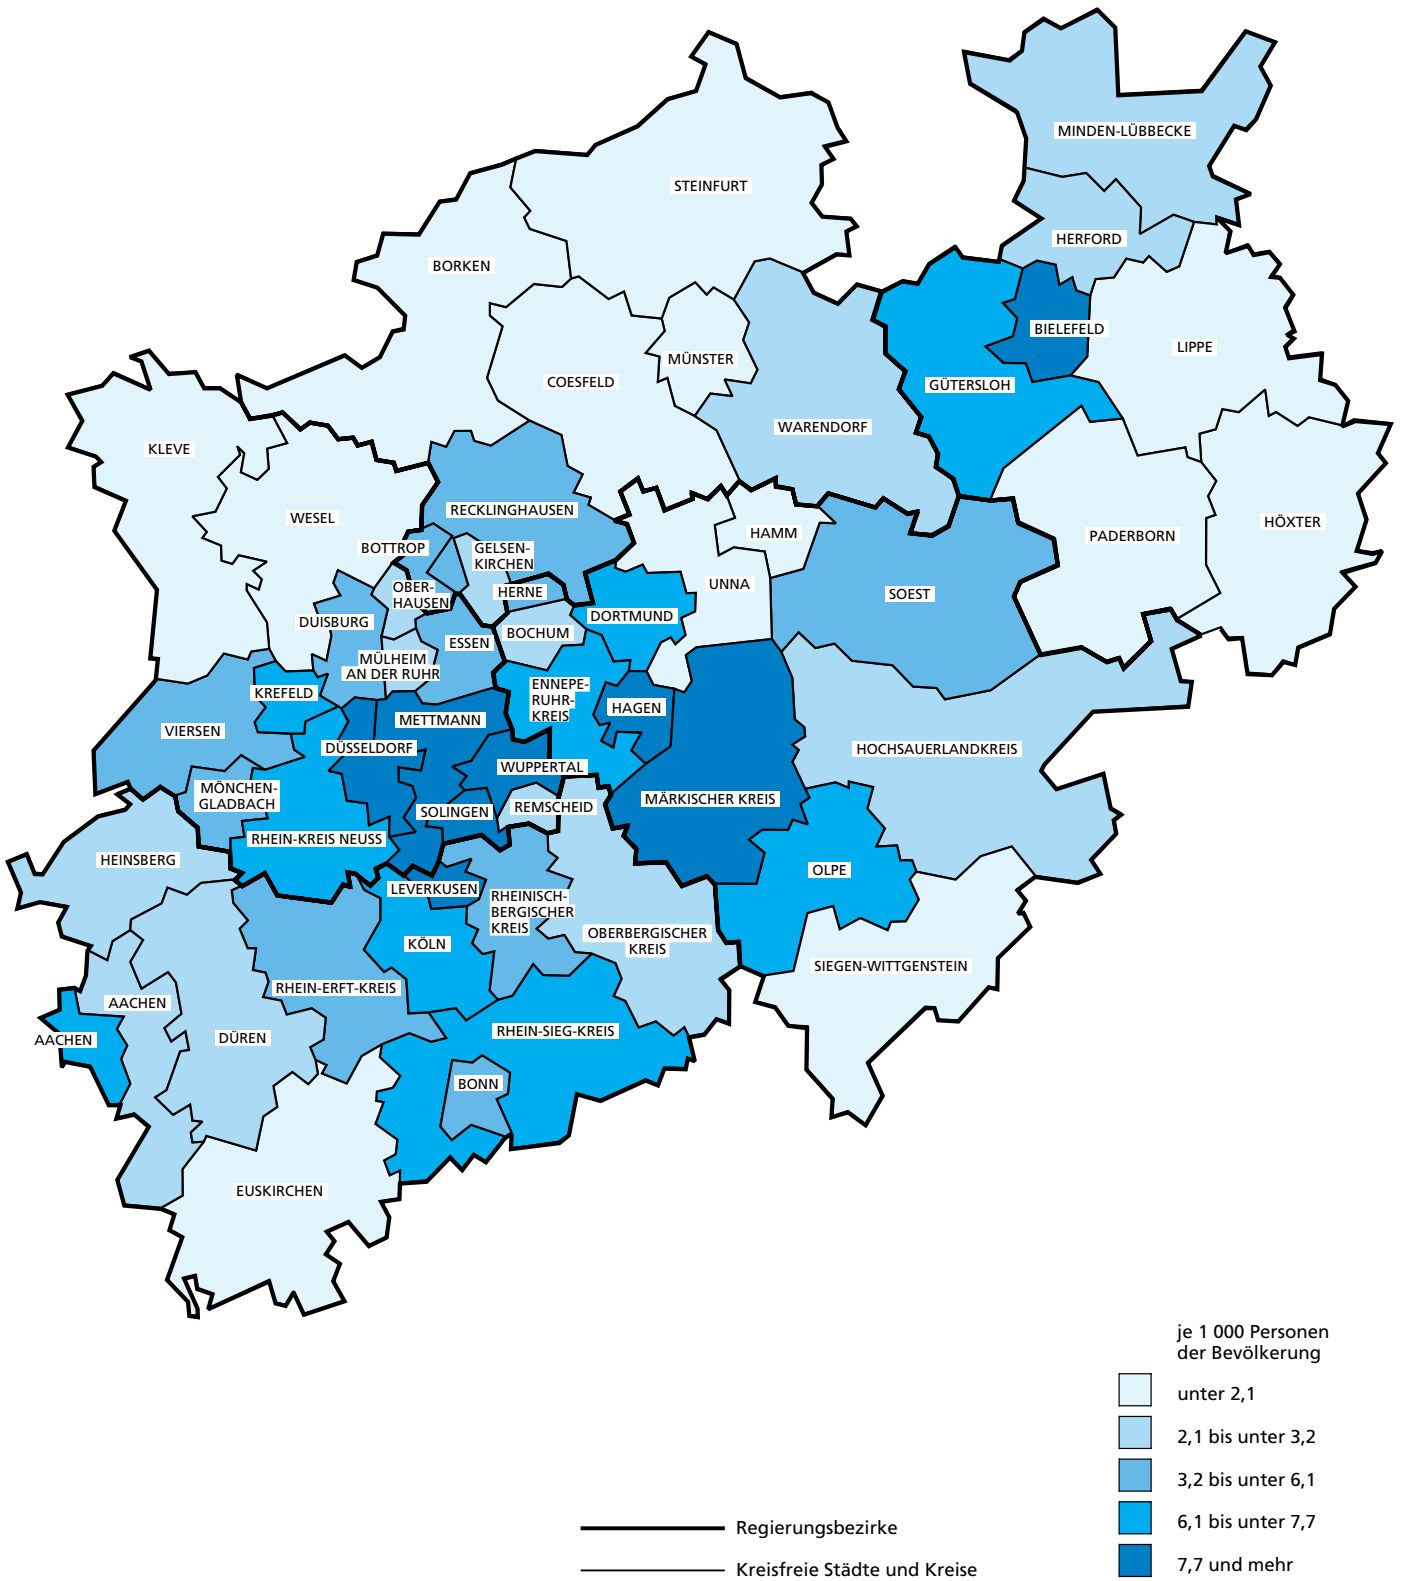 MINDEN-LÜBBECKE
STEINFURT
HERFORD
BORKEN
BIELEFELD
LIPPE
MÜNSTER
COESFELD
GÜTERSLOH
WARENDORF
KLEVE
RECKLINGHAUSEN
WESEL
HÖXTER
HAMM
PADERBORN
BOTTROP
GELSEN-
KIRCHEN
UNNA
OBER-
HAUSEN
HERNE
SOEST
DORTMUND
DUISBURG
BOCHUM
ESSEN
MÜLHEIM
AN DER RUHR
KREFELD
ENNEPE-
RUHR-
KREIS
HAGEN
METTMANN
VIERSEN
DÜSSELDORF
HOCHSAUERLANDKREIS
WUPPERTAL
MÖNCHEN-
GLADBACH
MÄRKISCHER KREIS
REMSCHEID
SOLINGEN
RHEIN-KREIS NEUSS
HEINSBERG
OLPE
LEVERKUSEN
RHEINISCH-
BERGISCHER
KREIS
OBERBERGISCHER
KREIS
KÖLN
SIEGEN-WITTGENSTEIN
RHEIN-ERFT-KREIS
AACHEN
RHEIN-SIEG-KREIS
AACHEN
DÜREN
BONN
EUSKIRCHEN
je 1 000 Personen
der Bevölkerung
unter 2,1
2,1 bis unter 3,2
3,2 bis unter 6,1
6,1 bis unter 7,7
7,7 und mehr
Regierungsbezirke
Kreisfreie Städte und Kreise